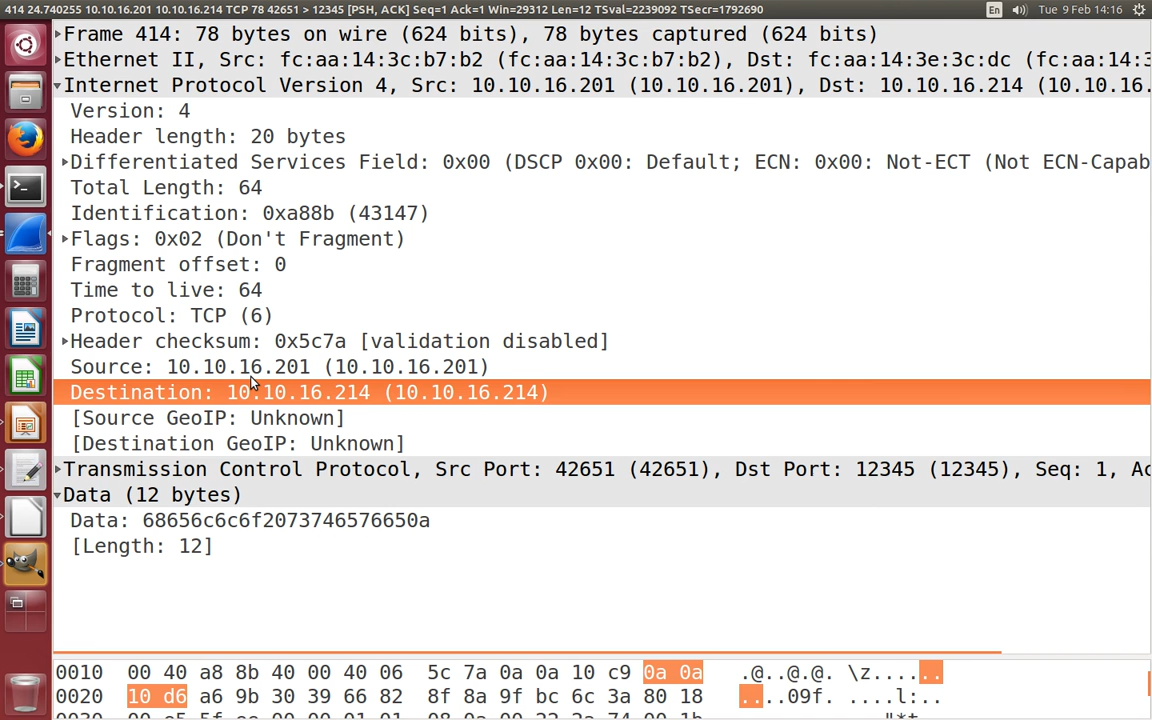 414 24.740255 10.10.16.201 10.10.16.214 TCP 78 42651 > 12345 [PSH, ACK] Seq=1 Ack=1 Win=29312 Len=12 TSval=2239092 TSecr=1792690 En Tue 9 Feb 14:16
Frame 414: 78 bytes on wire (624 bits), 78 bytes captured (624 bits)
Ethernet II, Src: fc:aa:14:3c:b7:b2 (fc:aa:14:3c:b7:b2), Dst: fc:aa:14:3e:3c:dc (fc:aa:14:3
Internet Protocol Version 4, Src: 10.10.16.201 (10.10.16.201), Dst: 10.10.16.214 (10.10.16.
Version: 4
Header length: 20 bytes
Differentiated Services Field: 0x00 (DSCP 0x00: Default; ECN: 0x00: Not-ECT (Not ECN-Capab
Total Length: 64
Identification: 0xa88b (43147)
Flags: 0x02 (Don't Fragment)
Fragment offset: 0
Time to live: 64
Protocol: TCP (6)
Header checksum: 0x5c7a [validation disabled]
Source: 10.10.16.201 (10.10.16.201)
Destination: 10.10.16.214 (10.10.16.214)
[Source GeoIP: Unknown]
[Destination GeoIP: Unknown]
Transmission Control Protocol, Src Port: 42651 (42651), Dst Port: 12345 (12345), Seq: 1, Ac
Data (12 bytes)
Data: 68656c6c6f2073746576650a
[Length: 12]
0010 00 40 a8 8b 40 00 40 06 5c 7a 0a 0a 10 c9 0a 0a .@..@.@. \z......
0020 10 d6 a6 9b 30 39 66 82 8f 8a 9f bc 6c 3a 80 18 ....09f. ....l:..